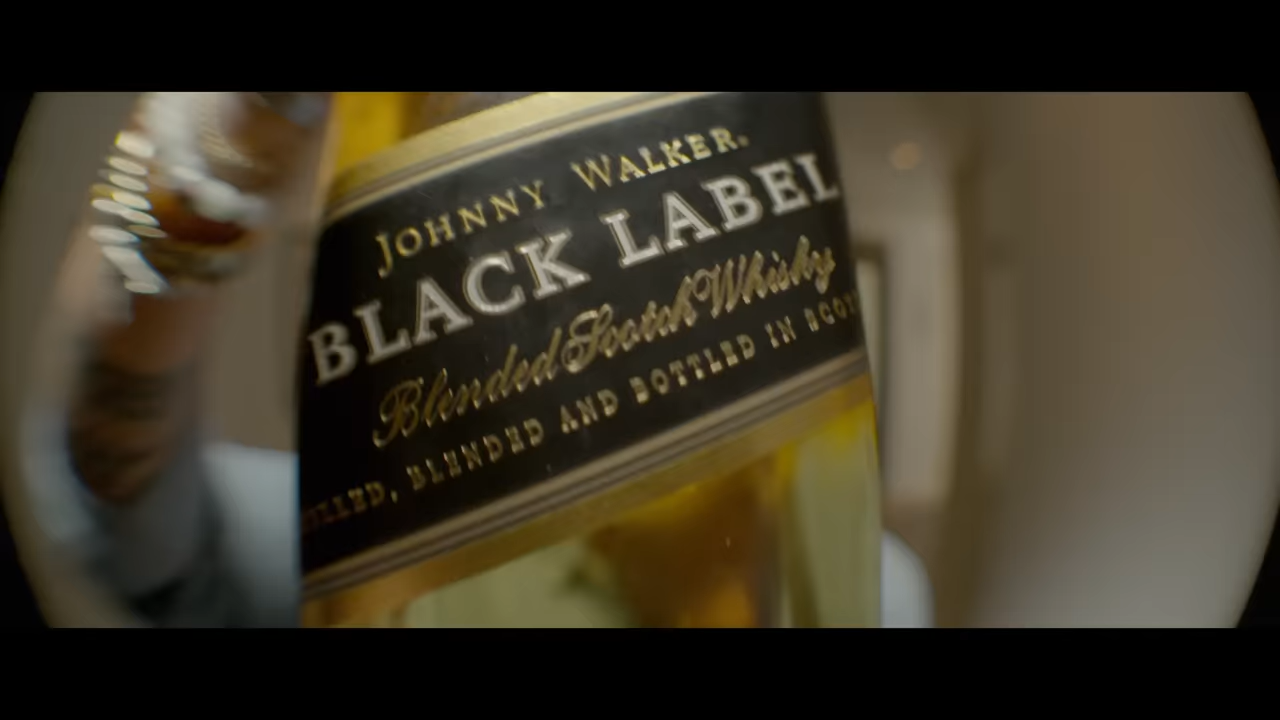 JOHNNY WALKER.
BLACK LABEL
Blended Scotch Whisky
BLENDED AND BOTTLED IN